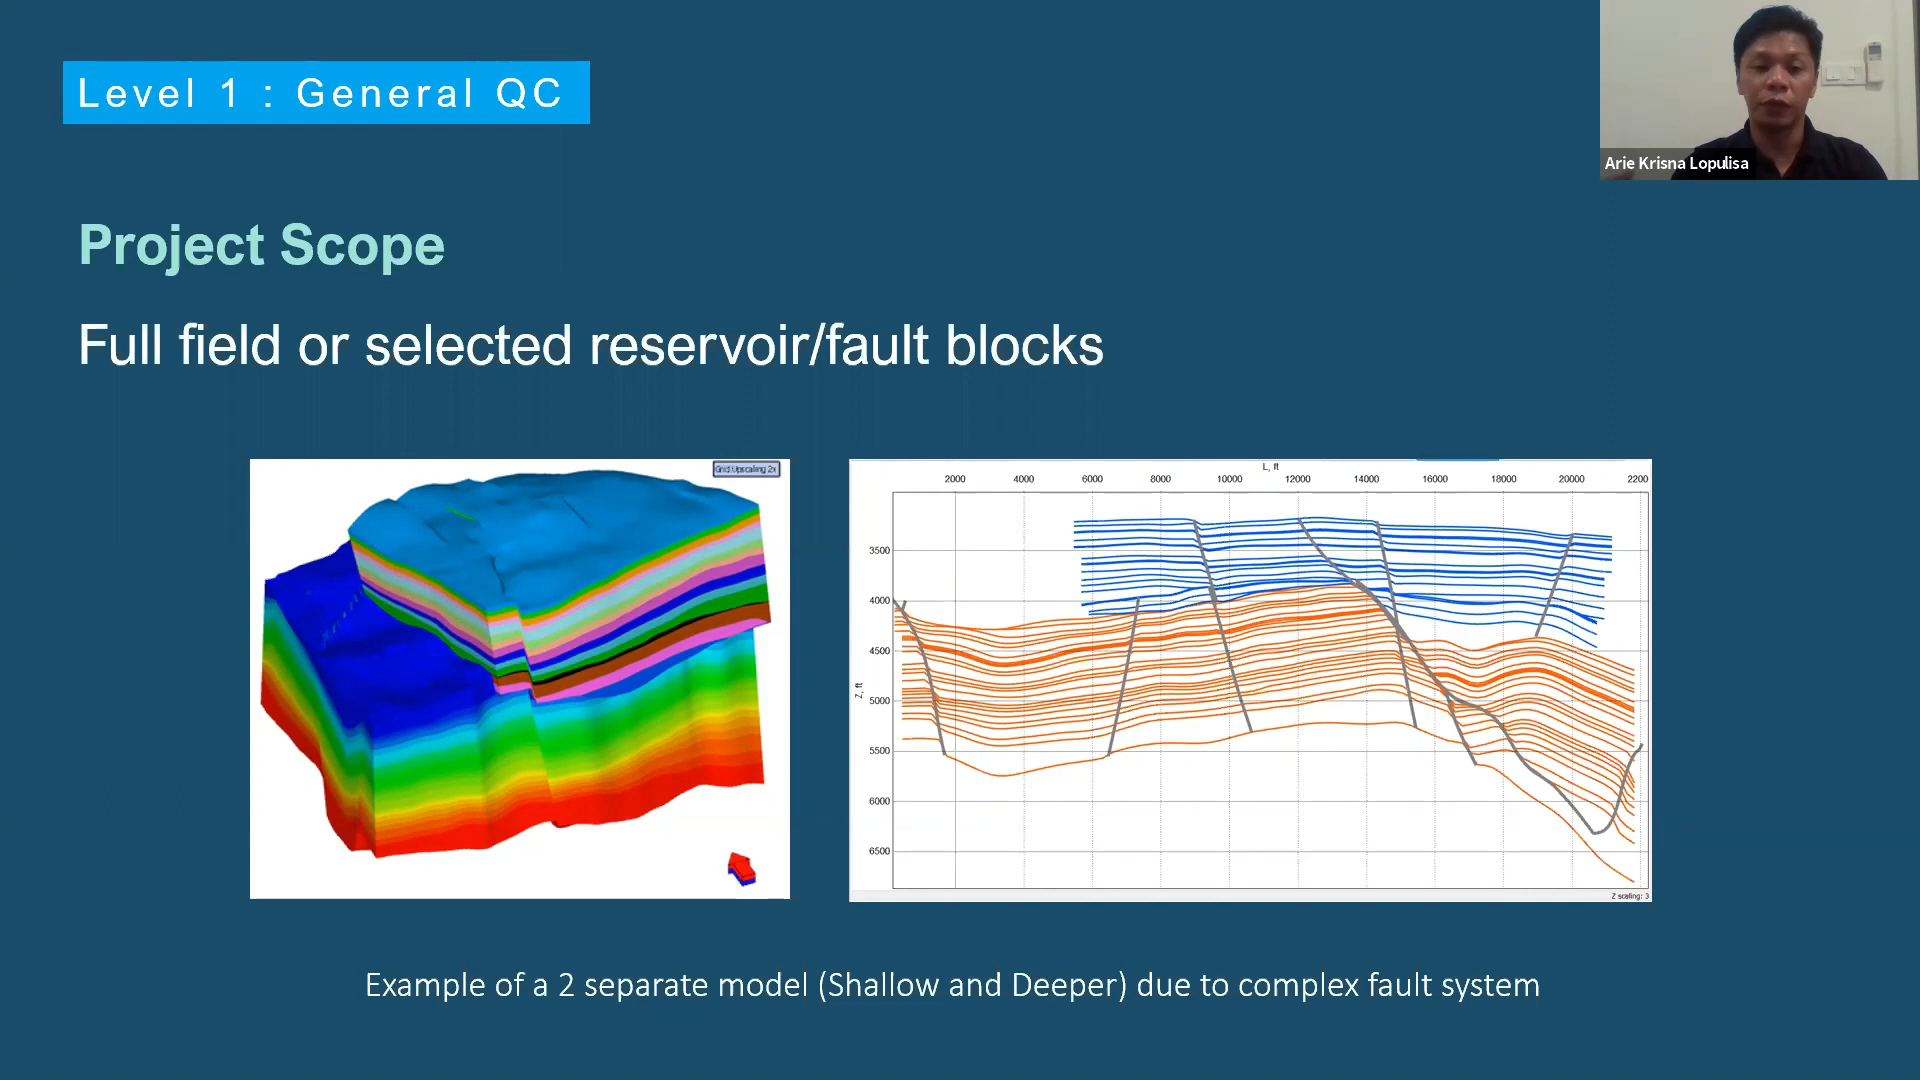 Level 1 : General QC
Arie Krisna Lopulisa
Project Scope
Full field or selected reservoir/fault blocks
Grid Upscaling 2x
L, ft
2000 4000 6000 8000 10000 12000 14000 16000 18000 20000 2200
3500
4000
4500
Z, ft
5000
5500
6000
6500
Z scaling: 3
Example of a 2 separate model (Shallow and Deeper) due to complex fault system